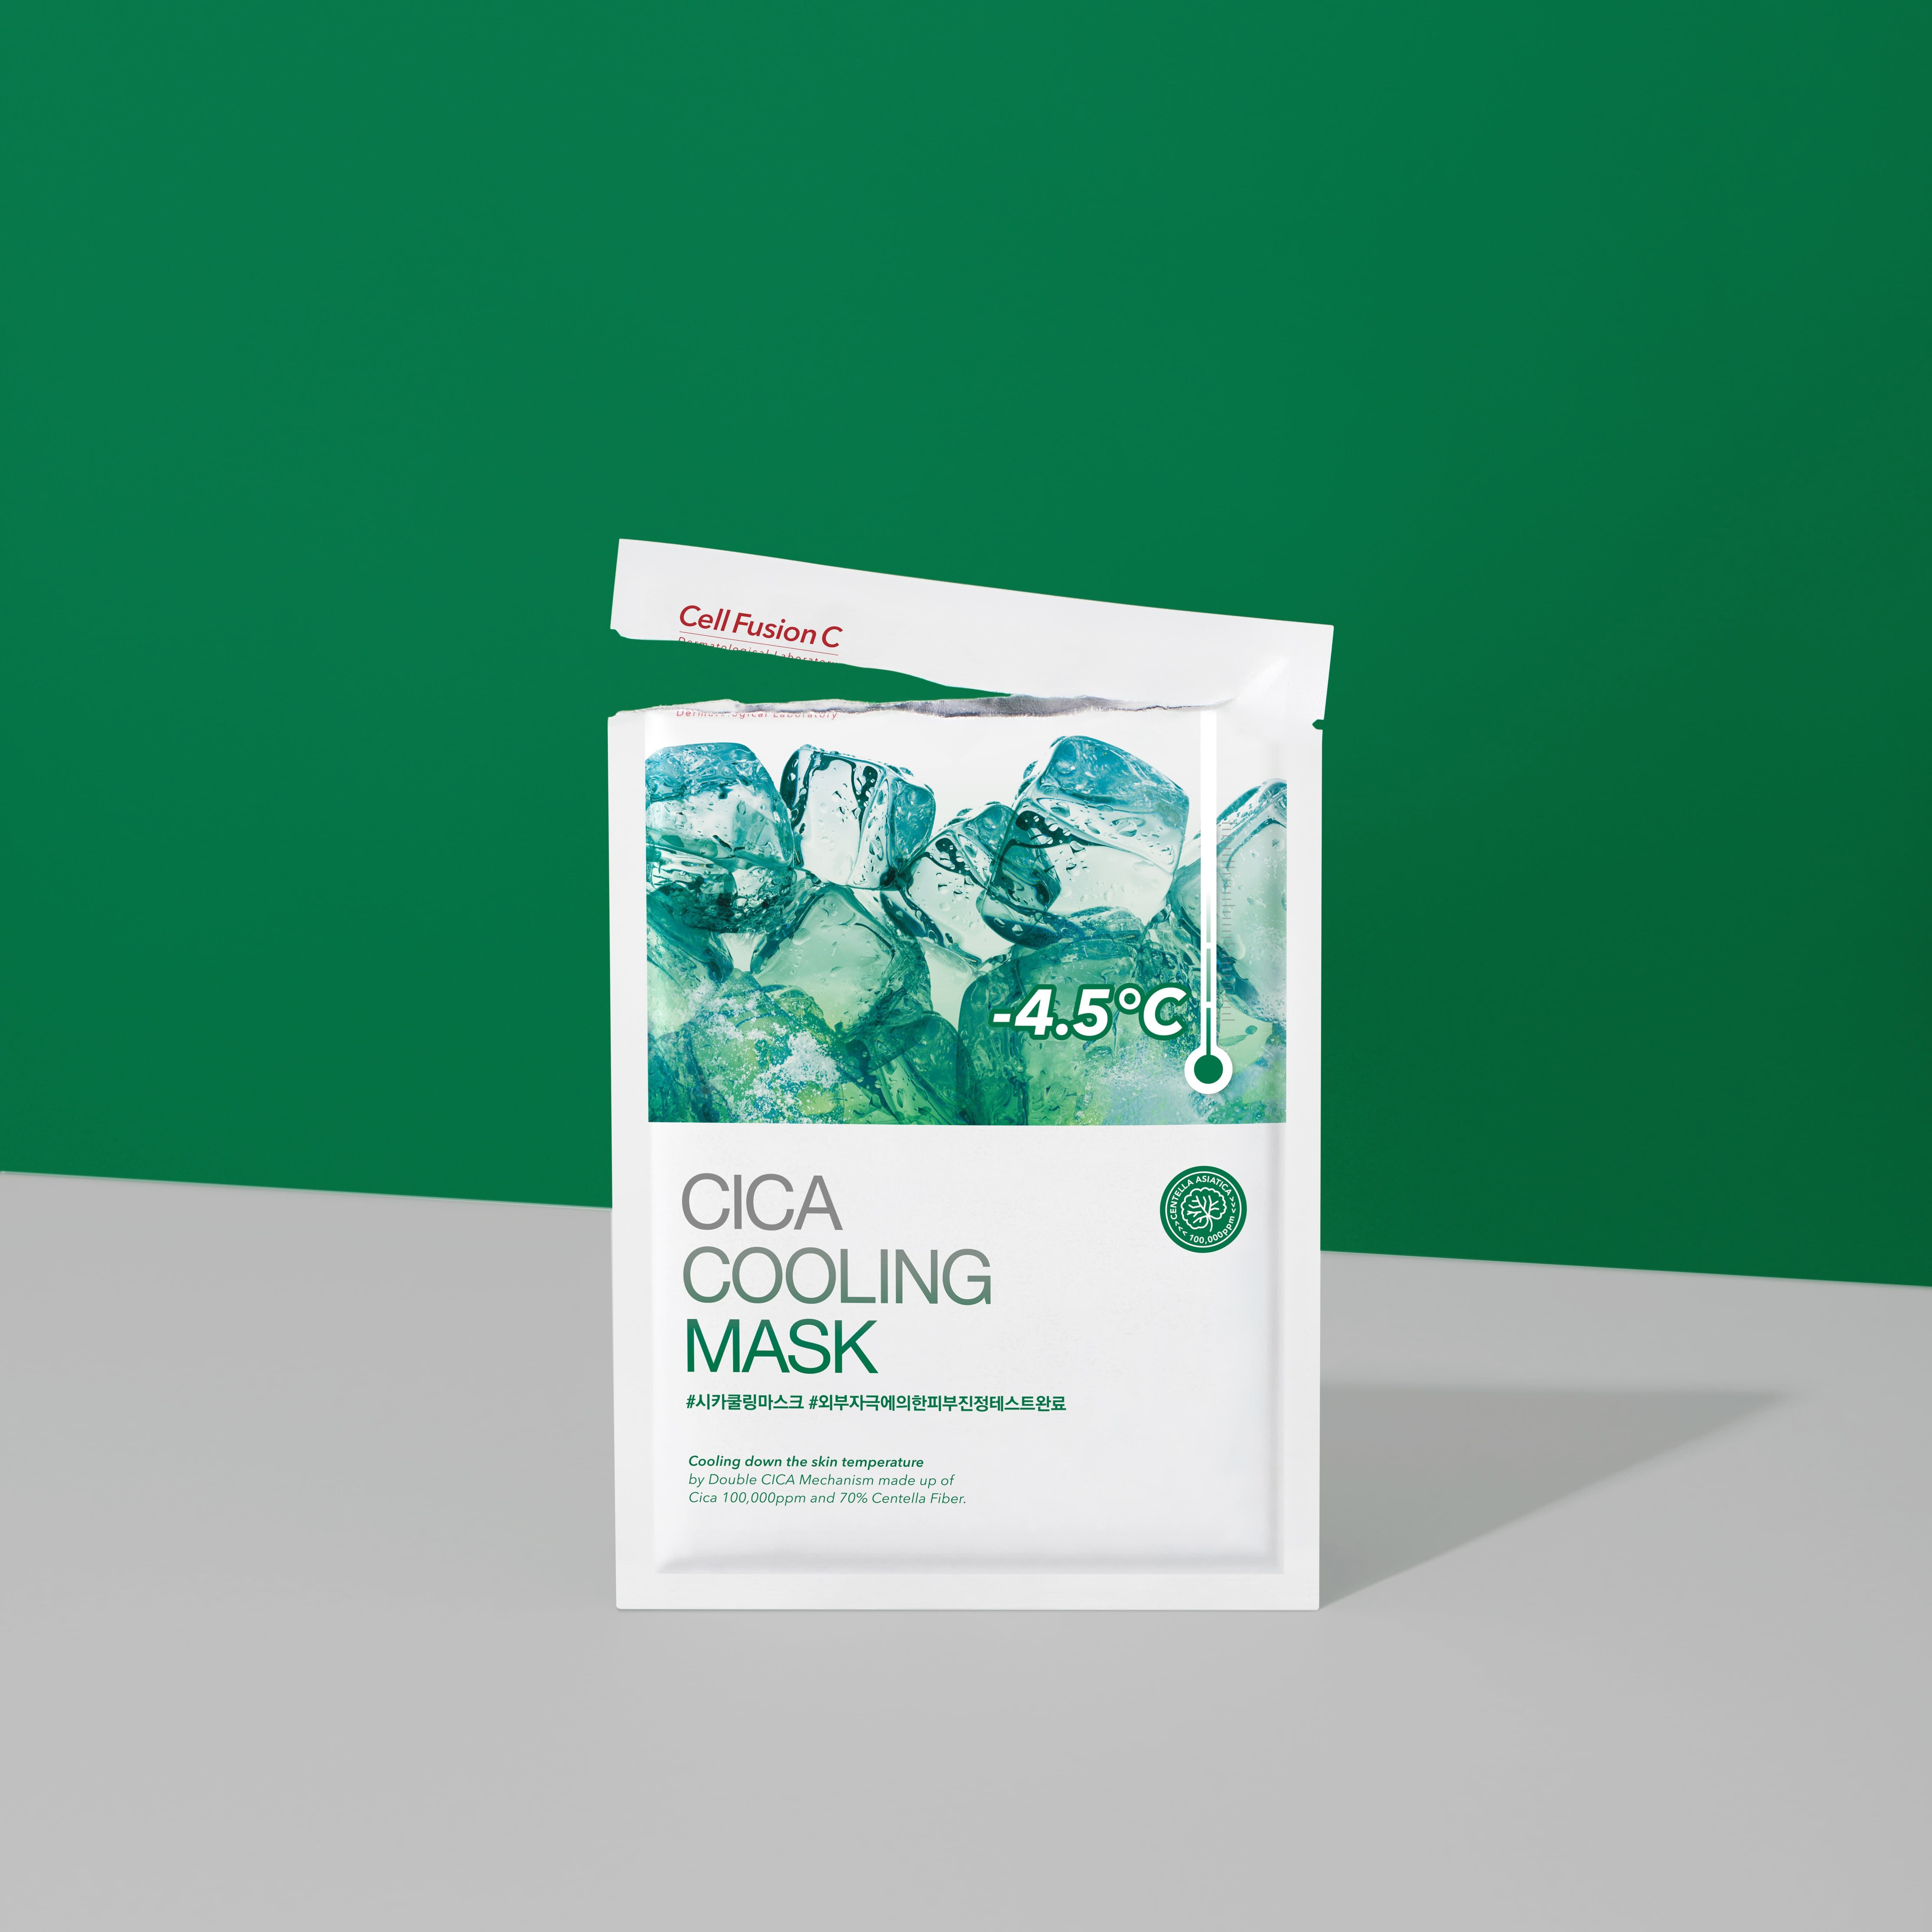 Cell Fusion C
Dermatological Laboratory
-4.5°C
CENTELLA ASIATICA >>>
<<< 100,000ppm
CICA
COOLING
MASK
#시카쿨링마스크 #외부자극에의한피부진정테스트완료
Cooling down the skin temperature
by Double CICA Mechanism made up of
Cica 100,000ppm and 70% Centella Fiber.